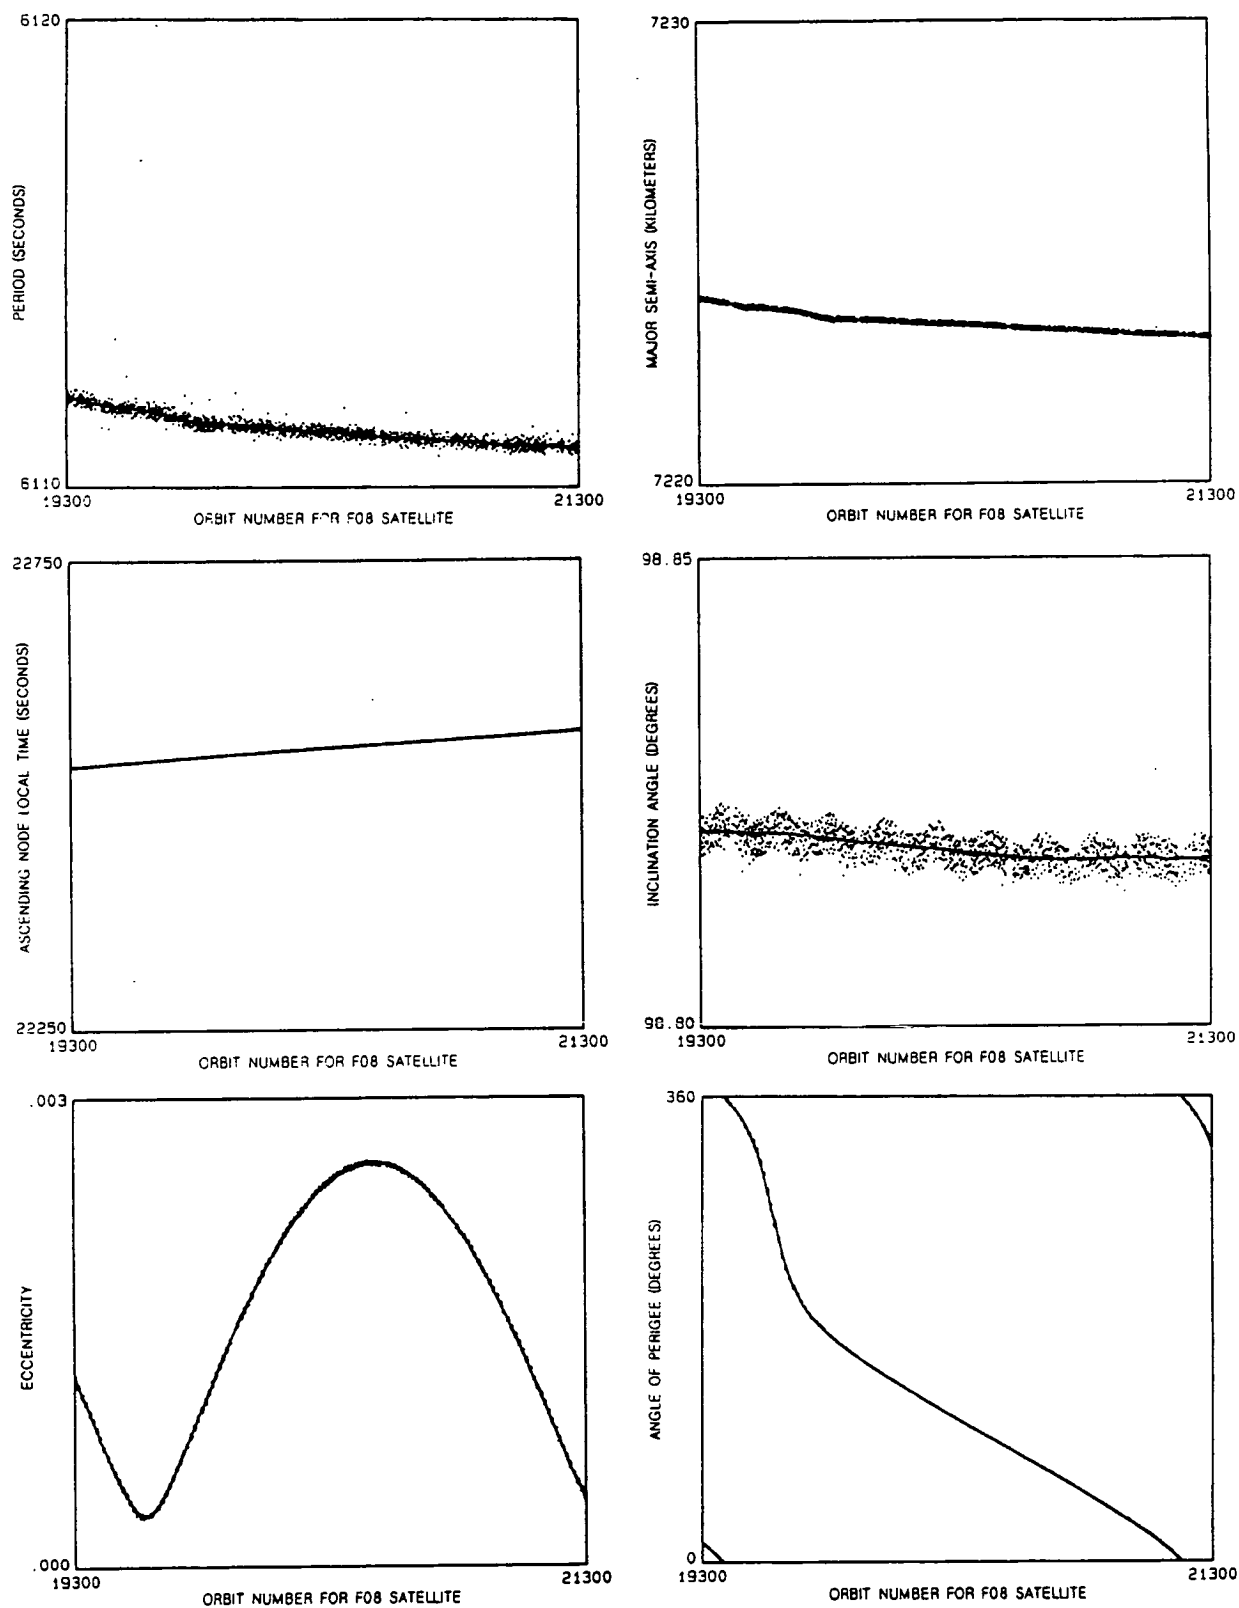 6120
PERIOD (SECONDS)
6110
19300
21300
ORBIT NUMBER FOR F08 SATELLITE
7230
MAJOR SEMI-AXIS (KILOMETERS)
7220
19300
21300
ORBIT NUMBER FOR F08 SATELLITE
22750
ASCENDING NODE LOCAL TIME (SECONDS)
22250
19300
21300
ORBIT NUMBER FOR F08 SATELLITE
98.85
INCLINATION ANGLE (DEGREES)
98.80
19300
21300
ORBIT NUMBER FOR F08 SATELLITE
.003
ECCENTRICITY
.000
19300
21300
ORBIT NUMBER FOR F08 SATELLITE
360
ANGLE OF PERIGEE (DEGREES)
0
19300
21300
ORBIT NUMBER FOR F08 SATELLITE